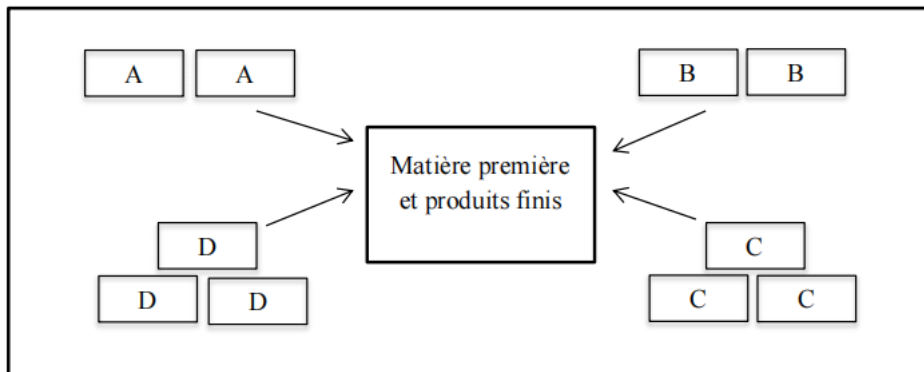 A A B B
Matière première
et produits finis
D C
D D C C